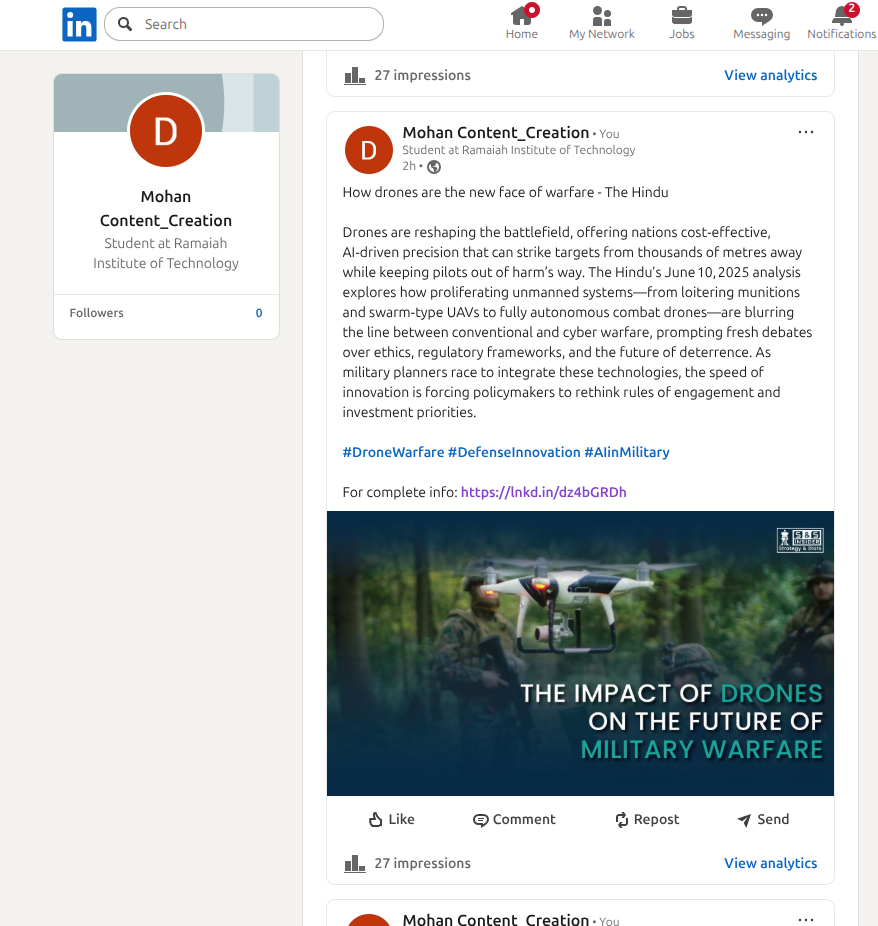 in
Search
Home
My Network
Jobs
Messaging
2
Notifications
27 impressions
View analytics
D
Mohan
Content_Creation
Student at Ramaiah
Institute of Technology
Followers
0
D
Mohan Content_Creation • You
Student at Ramaiah Institute of Technology
2h •
How drones are the new face of warfare - The Hindu
Drones are reshaping the battlefield, offering nations cost-effective,
AI-driven precision that can strike targets from thousands of metres away
while keeping pilots out of harm’s way. The Hindu’s June 10, 2025 analysis
explores how proliferating unmanned systems—from loitering munitions
and swarm-type UAVs to fully autonomous combat drones—are blurring
the line between conventional and cyber warfare, prompting fresh debates
over ethics, regulatory frameworks, and the future of deterrence. As
military planners race to integrate these technologies, the speed of
innovation is forcing policymakers to rethink rules of engagement and
investment priorities.
#DroneWarfare #DefenseInnovation #AIinMilitary
For complete info: https://lnkd.in/dz4bGRDh
S&S
INSIDER
Strategy & Stars
THE IMPACT OF DRONES
ON THE FUTURE OF
MILITARY WARFARE
Like
Comment
Repost
Send
27 impressions
View analytics
Mohan Content_Creation • You